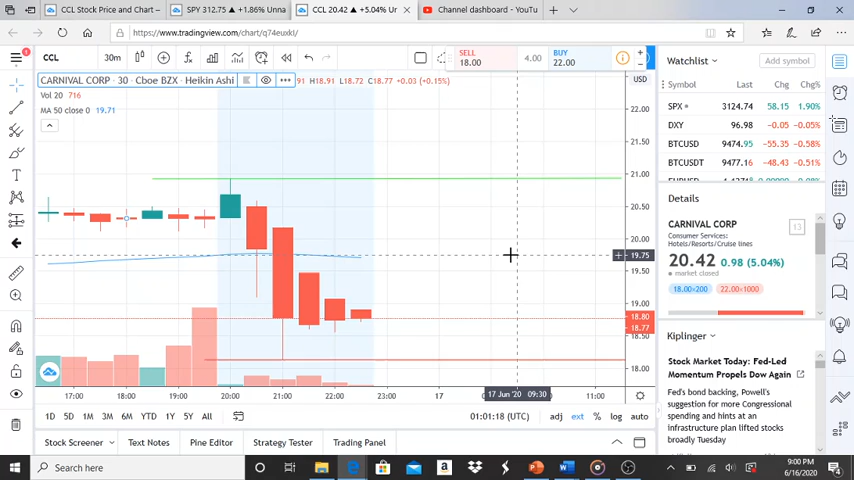 CCL Stock Price and Chart —
SPY 312.75 ▲ +1.86% Unna
CCL 20.42 ▲ +5.04% Un
Channel dashboard - YouTu
https://www.tradingview.com/chart/q74euxkl/
CCL
30m
SELL
18.00
4.00
BUY
22.00
CARNIVAL CORP · 30 · Cboe BZX · Heikin Ashi
H18.91 L18.72 C18.77 +0.03 (+0.15%)
Vol 20 716
MA 50 close 0 19.71
USD
22.00
21.50
21.00
20.50
20.00
19.75
19.50
19.00
18.80
18.77
18.50
18.00
17:00
18:00
19:00
20:00
21:00
22:00
23:00
17
17 Jun '20 09:30
11:00
1D 5D 1M 3M 6M YTD 1Y 5Y All
01:01:18 (UTC)
adj ext % log auto
Stock Screener
Text Notes
Pine Editor
Strategy Tester
Trading Panel
Watchlist
Add symbol
Symbol Last Chg Chg%
SPX 3124.74 58.15 1.90%
DXY 96.98 -0.05 -0.05%
BTCUSD 9474.95 -55.35 -0.58%
BTCUSDT 9477.16 -48.43 -0.51%
Details
CARNIVAL CORP
13
Consumer Services:
Hotels/Resorts/Cruise lines
20.42 0.98 (5.04%)
market closed
18.00×200 22.00×1000
Kiplinger
Stock Market Today: Fed-Led
Momentum Propels Dow Again
Fed's bond backing, Powell's
suggestion for more Congressional
spending and hints at an
infrastructure plan lifted stocks
broadly Tuesday
Search
9:00 PM
6/16/2020
4